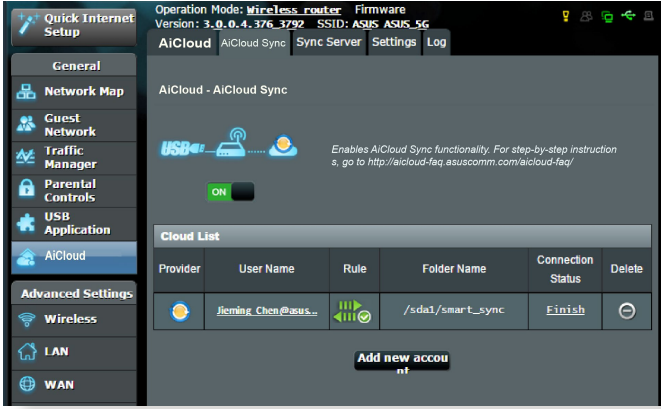 Quick Internet
Setup
Operation Mode: Wireless router Firmware
Version: 3.0.0.4.376_3792 SSID: ASUS ASUS_5G
AiCloud AiCloud Sync Sync Server Settings Log
General
Network Map
Guest
Network
Traffic
Manager
Parental
Controls
USB
Application
AiCloud
Advanced Settings
Wireless
LAN
WAN
AiCloud - AiCloud Sync
USB
Enables AiCloud Sync functionality. For step-by-step instruction
s, go to http://aicloud-faq.asuscomm.com/aicloud-faq/
ON
Cloud List
Provider User Name Rule Folder Name Connection Status Delete
Jieming_Chen@asus... /sda1/smart_sync Finish
Add new accou
nt